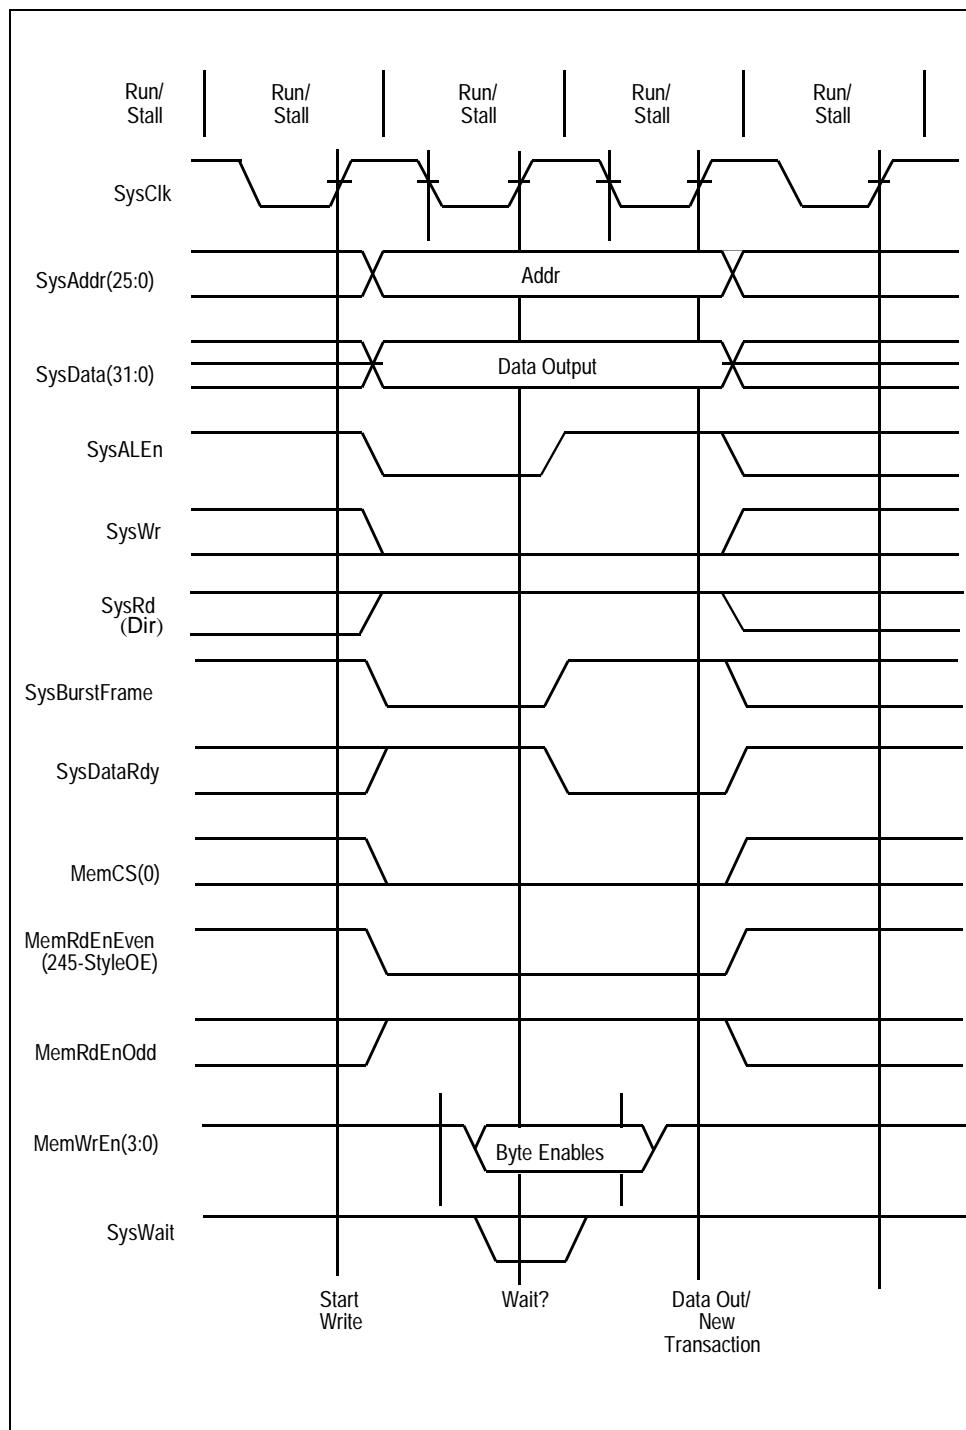 Run/ Run/ Run/ Run/ Run/
Stall Stall Stall Stall Stall
SysClk
SysAddr(25:0) Addr
SysData(31:0) Data Output
SysALEn
SysWr
SysRd
(Dir)
SysBurstFrame
SysDataRdy
MemCS(0)
MemRdEnEven
(245-StyleOE)
MemRdEnOdd
MemWrEn(3:0) Byte Enables
SysWait
Start Wait? Data Out/
Write New
Transaction